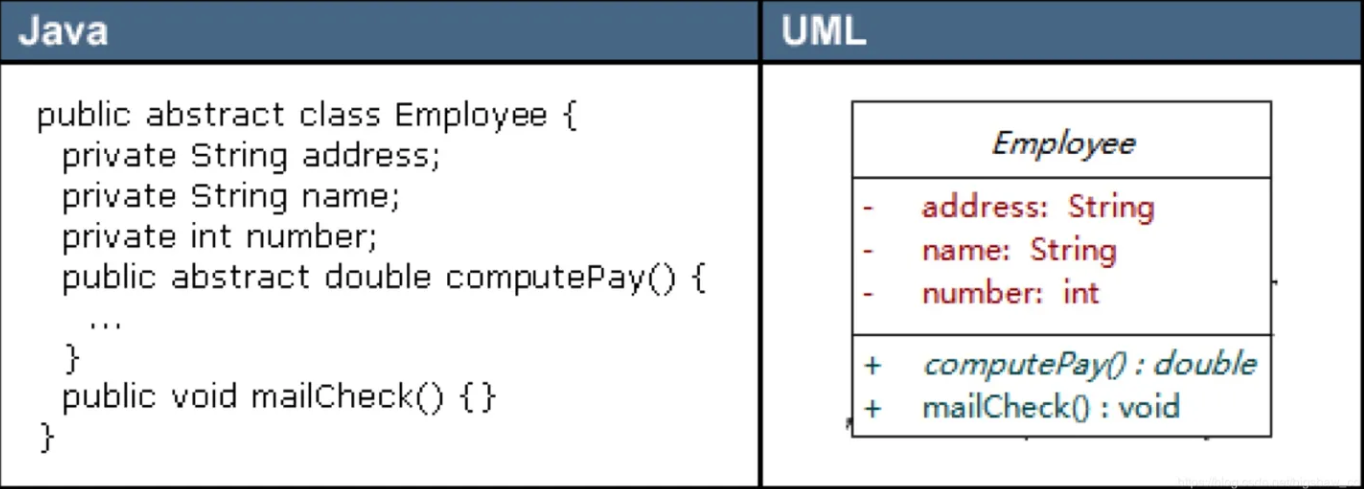 Java
public abstract class Employee {
private String address;
private String name;
private int number;
public abstract double computePay() {
...
}
public void mailCheck() {}
}
UML
Employee
- address: String
- name: String
- number: int
+ computePay() : double
+ mailCheck() : void